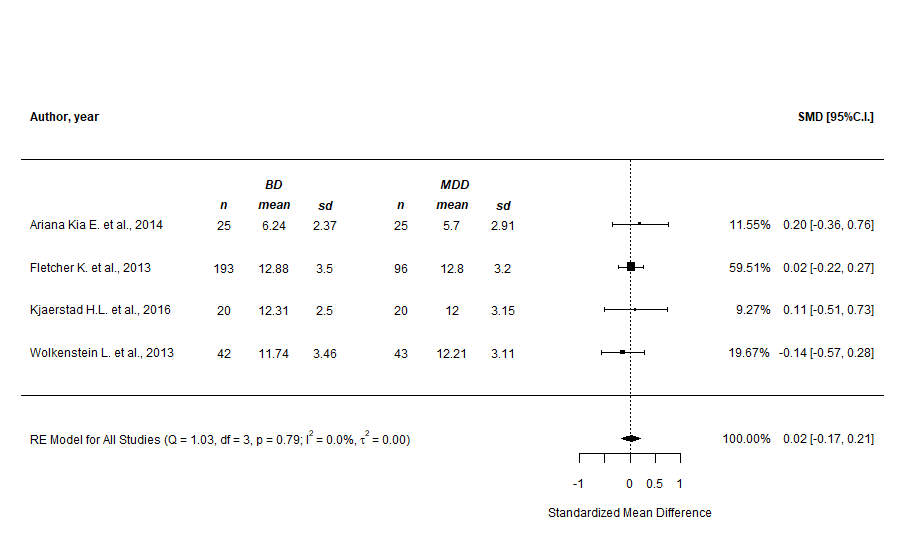 Author, year SMD [95%C.I.]
BD MDD
n mean sd n mean sd
Ariana Kia E. et al., 2014 25 6.24 2.37 25 5.7 2.91 11.55% 0.20 [-0.36, 0.76]
Fletcher K. et al., 2013 193 12.88 3.5 96 12.8 3.2 59.51% 0.02 [-0.22, 0.27]
Kjaerstad H.L. et al., 2016 20 12.31 2.5 20 12 3.15 9.27% 0.11 [-0.51, 0.73]
Wolkenstein L. et al., 2013 42 11.74 3.46 43 12.21 3.11 19.67% -0.14 [-0.57, 0.28]
RE Model for All Studies (Q = 1.03, df = 3, p = 0.79; I² = 0.0%, τ² = 0.00) 100.00% 0.02 [-0.17, 0.21]
-1 0 0.5 1
Standardized Mean Difference